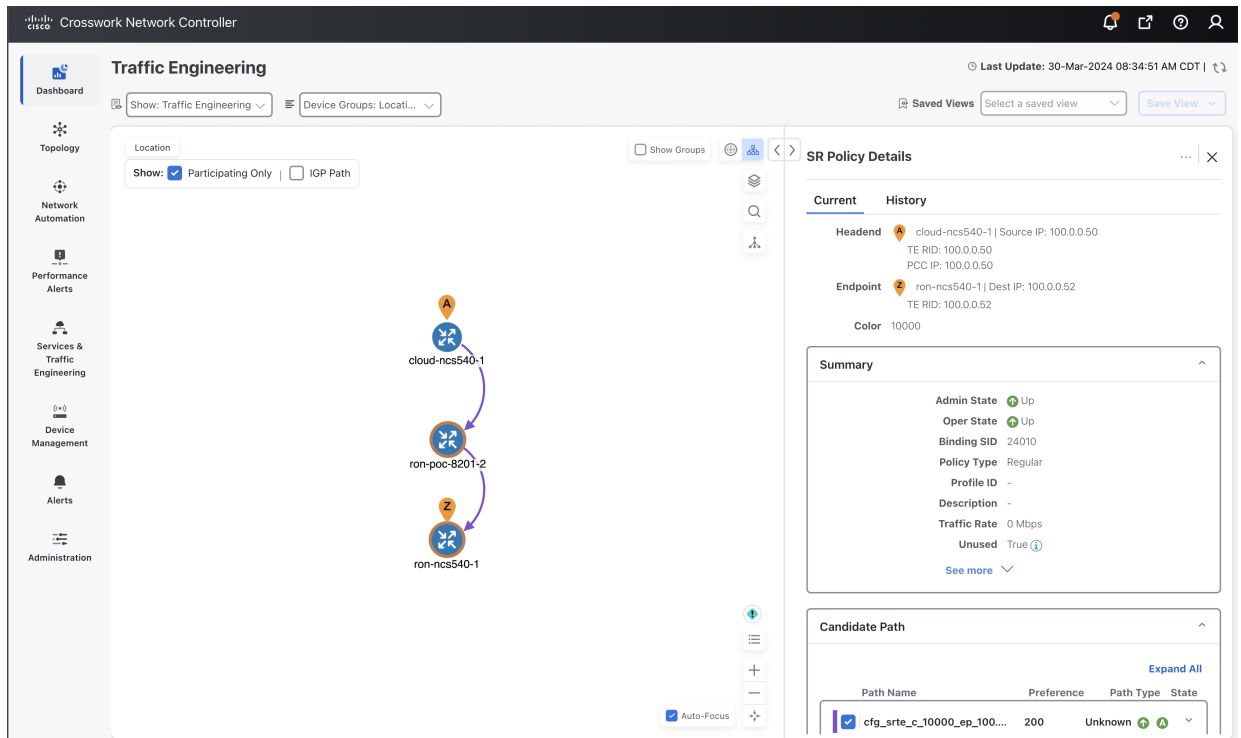 CISCO Crosswork Network Controller
Dashboard
Topology
Network
Automation
Performance
Alerts
Services &
Traffic
Engineering
Device
Management
Alerts
Administration
Traffic Engineering
Last Update: 30-Mar-2024 08:34:51 AM CDT |
Show: Traffic Engineering
Device Groups: Locati...
Saved Views Select a saved view Save View
Location
Show: Participating Only | IGP Path
Show Groups
A
cloud-ncs540-1
ron-poc-8201-2
Z
ron-ncs540-1
Auto-Focus
SR Policy Details
Current History
Headend A cloud-ncs540-1 | Source IP: 100.0.0.50
TE RID: 100.0.0.50
PCC IP: 100.0.0.50
Endpoint Z ron-ncs540-1 | Dest IP: 100.0.0.52
TE RID: 100.0.0.52
Color 10000
Summary
Admin State Up
Oper State Up
Binding SID 24010
Policy Type Regular
Profile ID -
Description -
Traffic Rate 0 Mbps
Unused True
See more
Candidate Path
Expand All
Path Name Preference Path Type State
cfg_srte_c_10000_ep_100.... 200 Unknown A